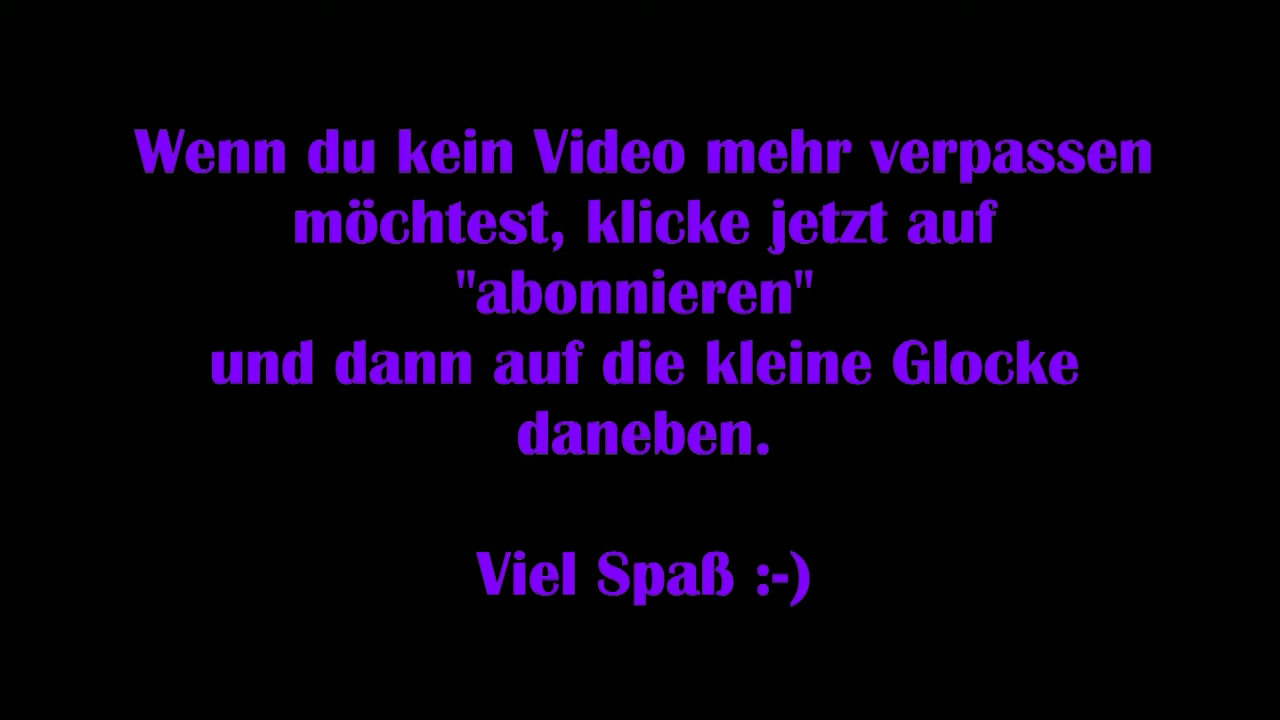 Wenn du kein Video mehr verpassen
möchtest, klicke jetzt auf
"abonnieren"
und dann auf die kleine Glocke
daneben.
Viel Spaß :-)